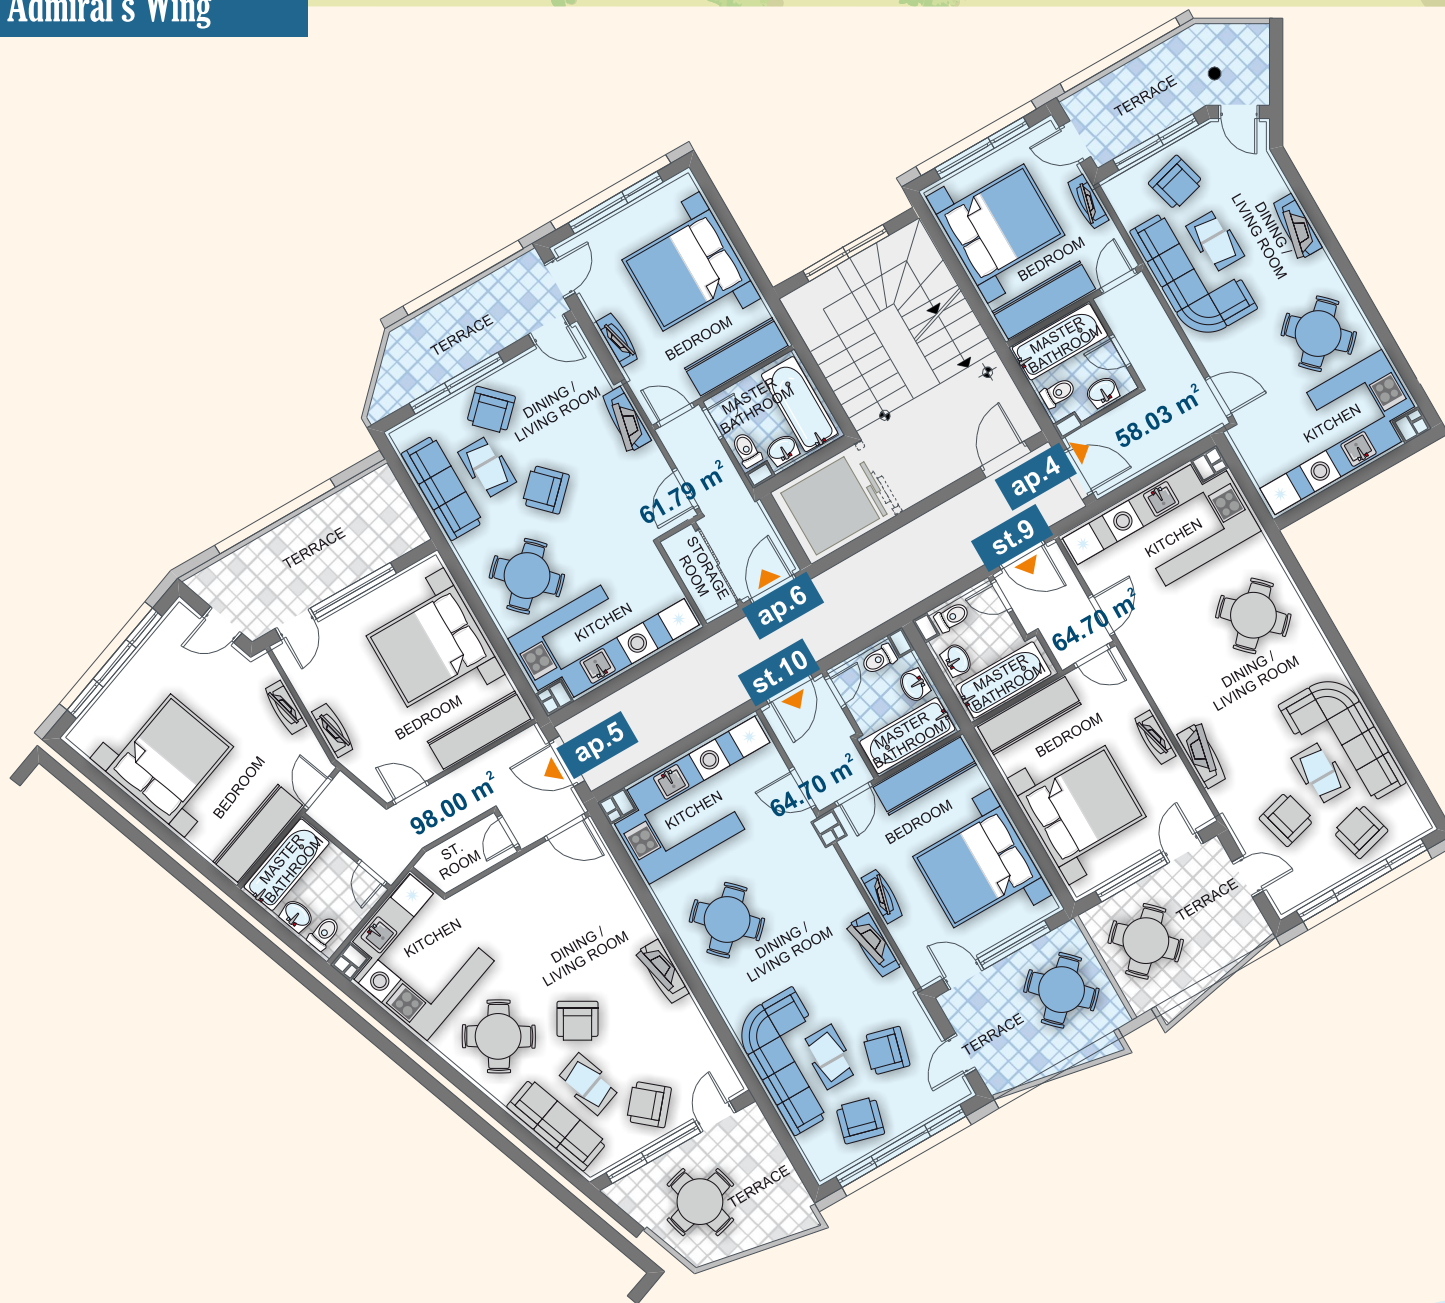 Admiral's Wing
TERRACE
BEDROOM
DINING /
LIVING ROOM
MASTER
BATHROOM
58.03 m²
KITCHEN
ap.4
TERRACE
BEDROOM
DINING /
LIVING ROOM
MASTER
BATHROOM
61.79 m²
STORAGE
ROOM
KITCHEN
ap.6
st.9
KITCHEN
64.70 m²
MASTER
BATHROOM
DINING /
LIVING ROOM
BEDROOM
TERRACE
st.10
MASTER
BATHROOM
64.70 m²
KITCHEN
BEDROOM
DINING /
LIVING ROOM
TERRACE
ap.5
TERRACE
BEDROOM
BEDROOM
98.00 m²
ST.
ROOM
MASTER
BATHROOM
KITCHEN
DINING /
LIVING ROOM
TERRACE